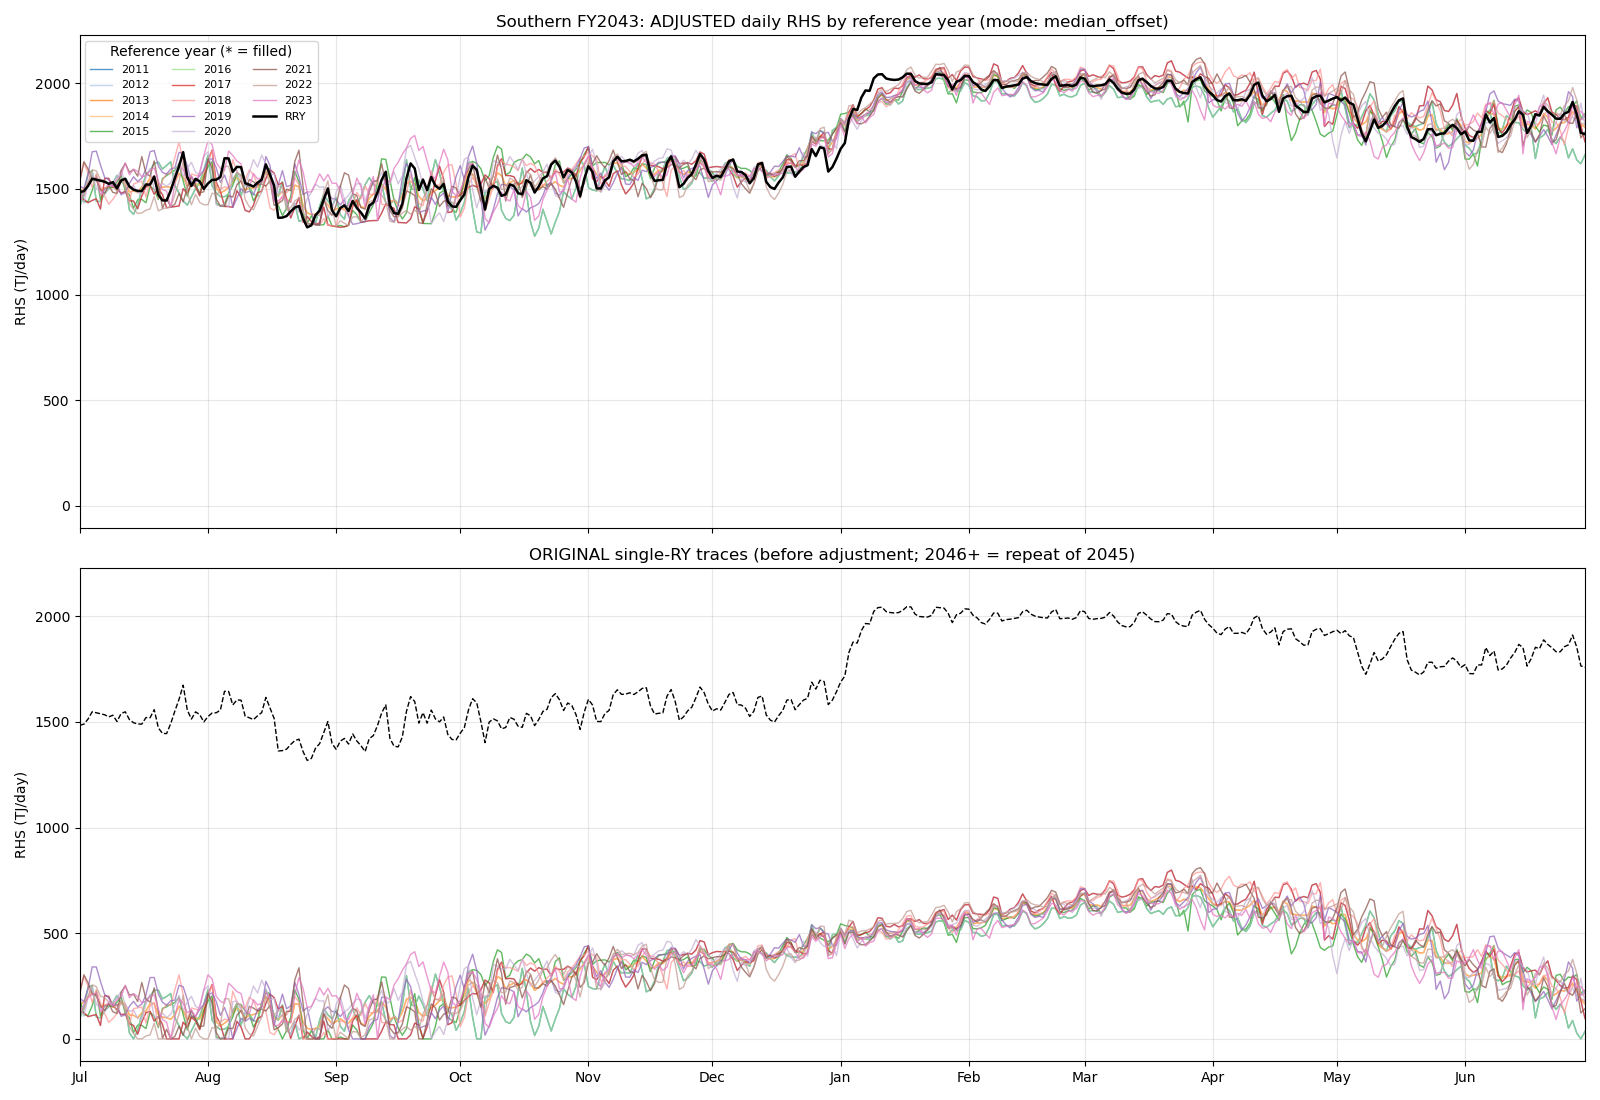 Southern FY2043: ADJUSTED daily RHS by reference year (mode: median_offset)
Reference year (* = filled)
2011 2016 2021
2012 2017 2022
2013 2018 2023
2014 2019 RRY
2015 2020
RHS (TJ/day)
2000
1500
1000
500
0
ORIGINAL single-RY traces (before adjustment; 2046+ = repeat of 2045)
RHS (TJ/day)
2000
1500
1000
500
0
Jul Aug Sep Oct Nov Dec Jan Feb Mar Apr May Jun